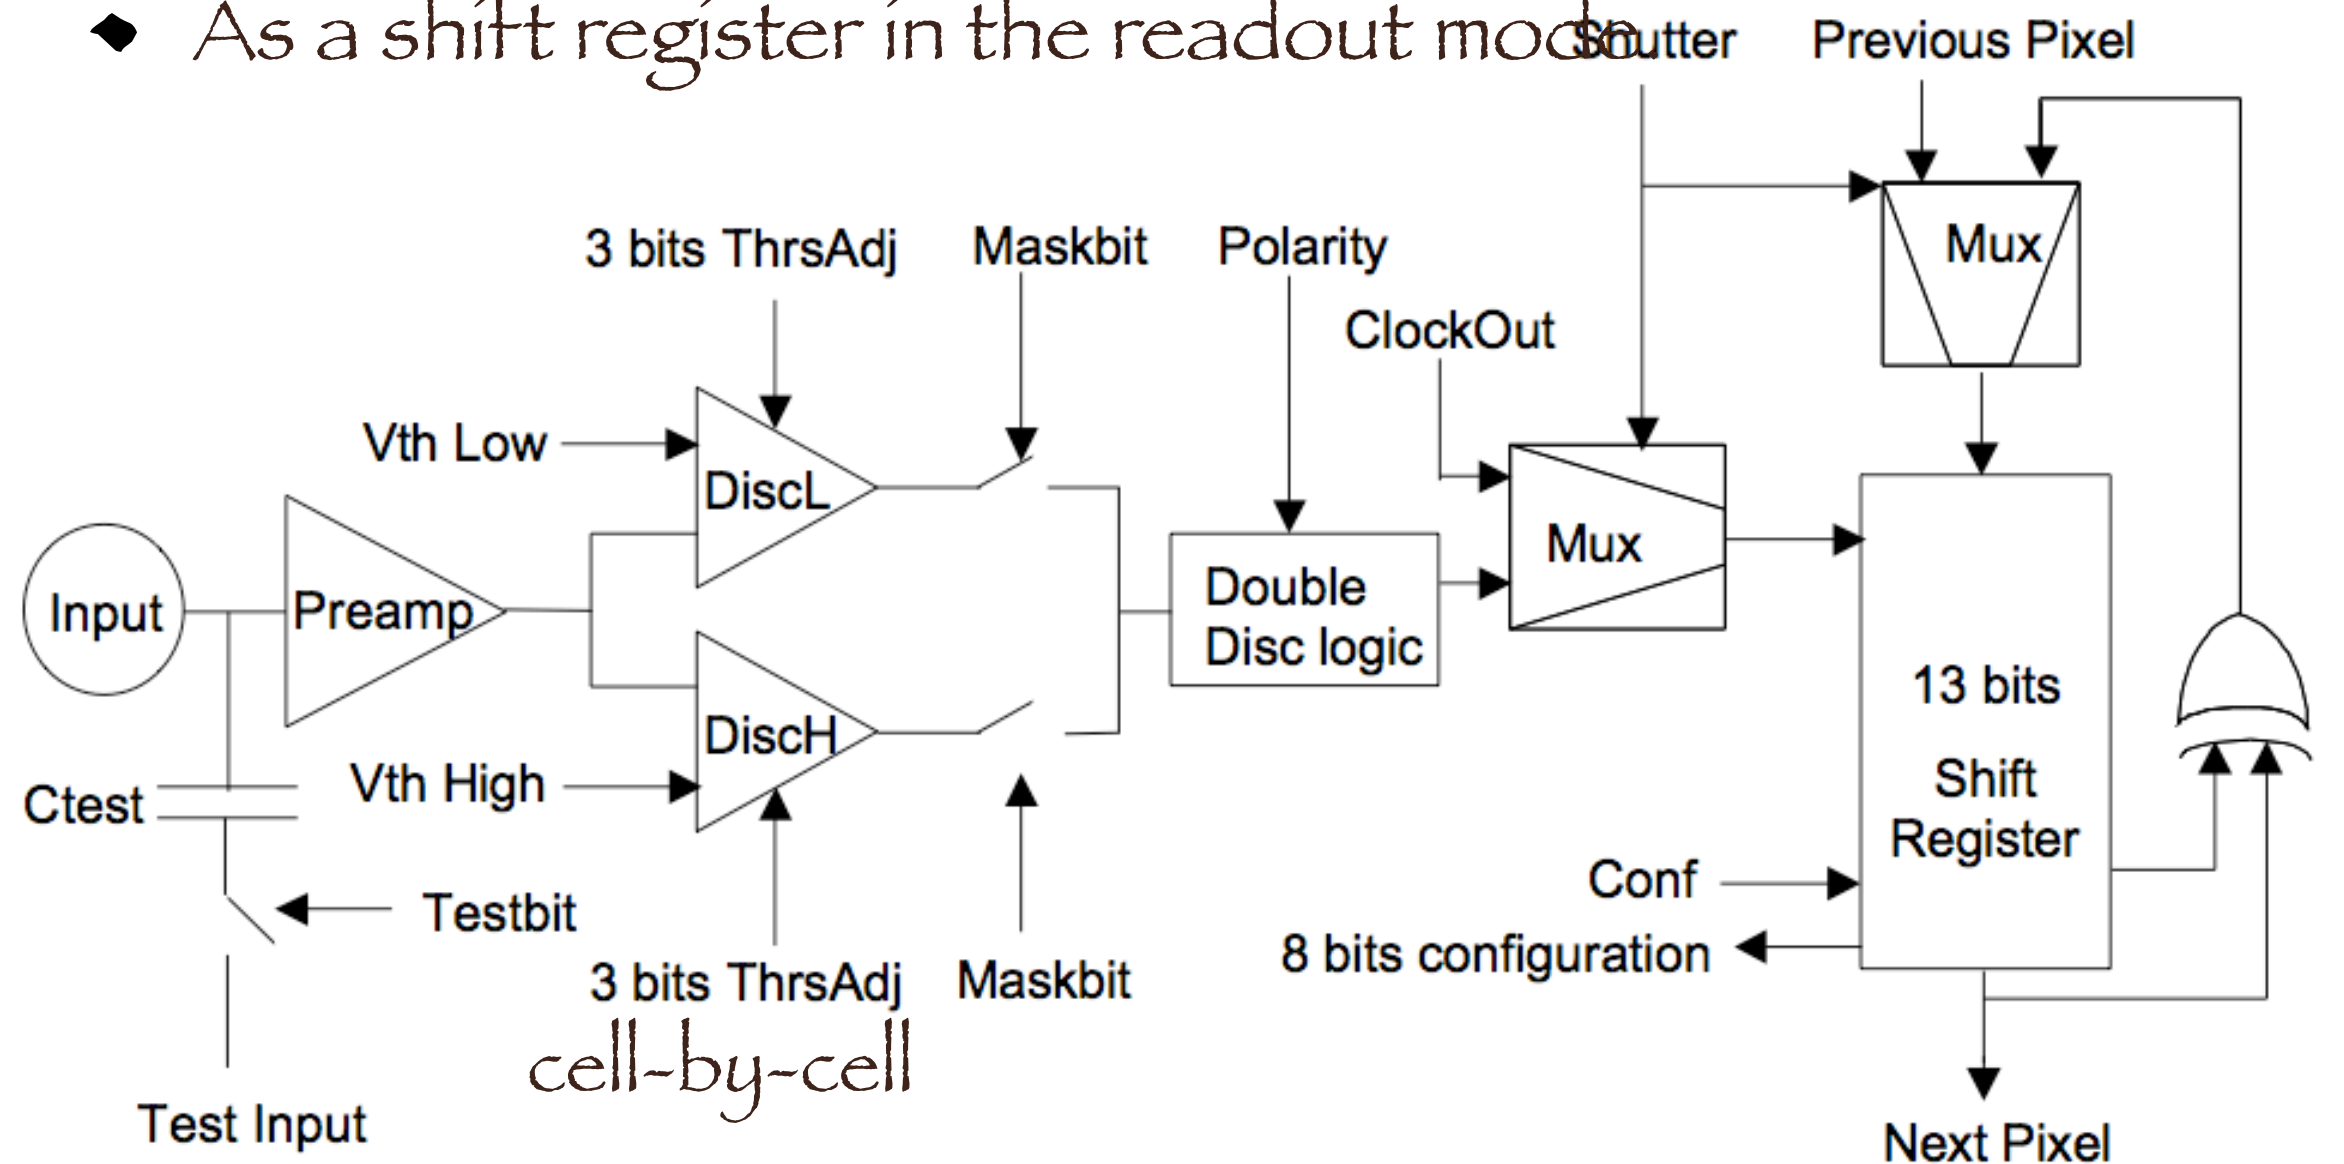 As a shift register in the readout mode
Shutter
Previous Pixel
Mux
3 bits ThrsAdj
Maskbit
Polarity
ClockOut
Vth Low
DiscL
Input
Preamp
Double
Disc logic
Mux
13 bits
Shift
Register
DiscH
Vth High
Ctest
Testbit
Conf
8 bits configuration
3 bits ThrsAdj
Maskbit
cell-by-cell
Test Input
Next Pixel